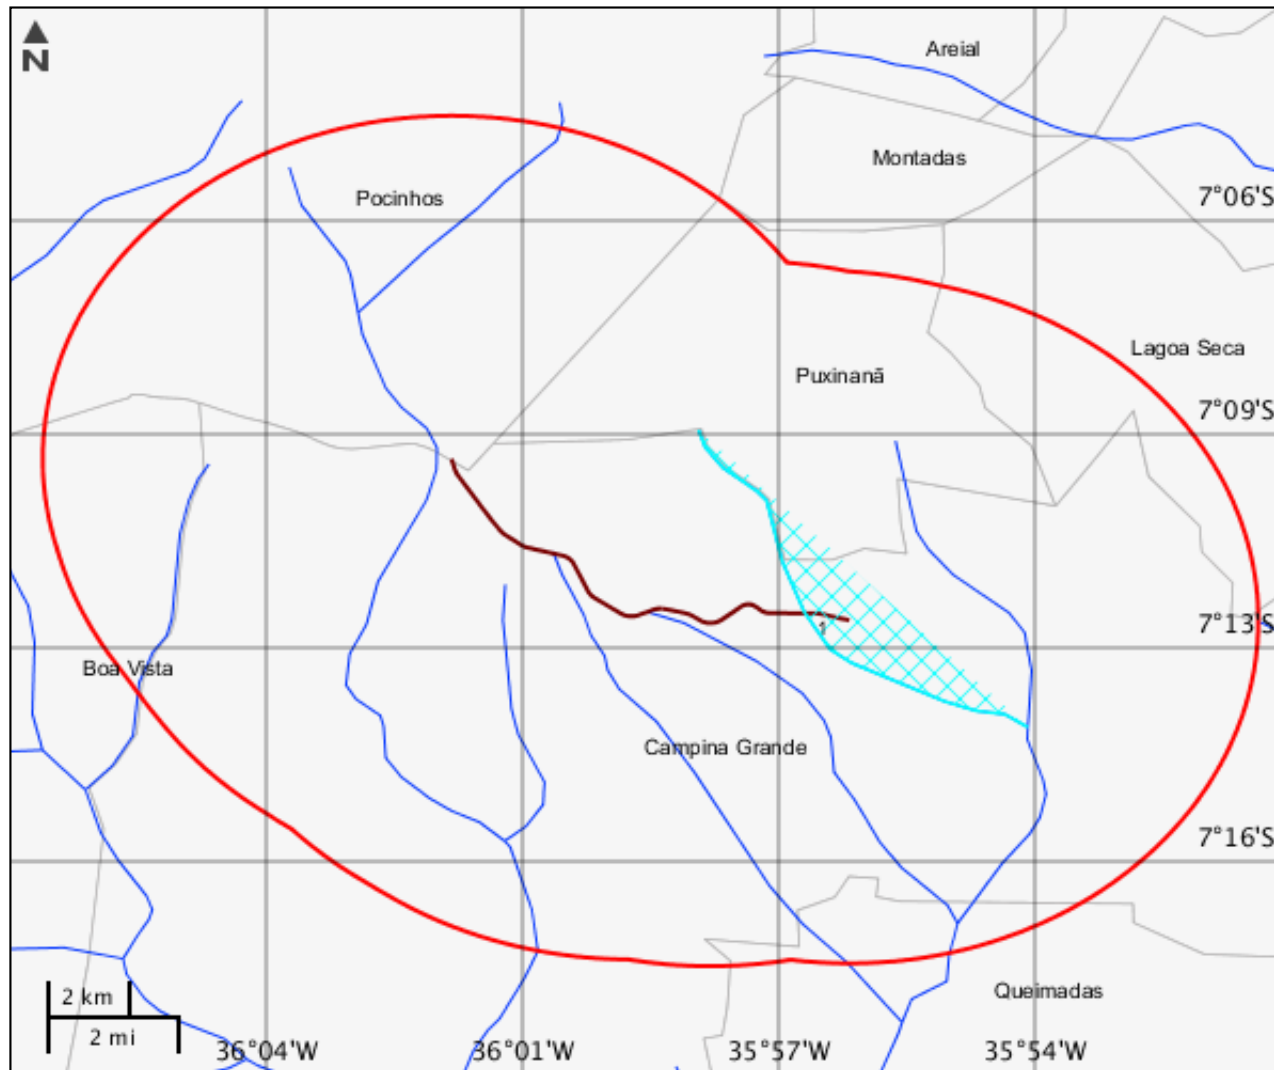 N
Areial
Montadas
Pocinhos
7°06'S
Lagoa Seca
Puxinanã
7°09'S
1
7°13'S
Boa Vista
Campina Grande
7°16'S
Queimadas
2 km
2 mi
36°04'W 36°01'W 35°57'W 35°54'W